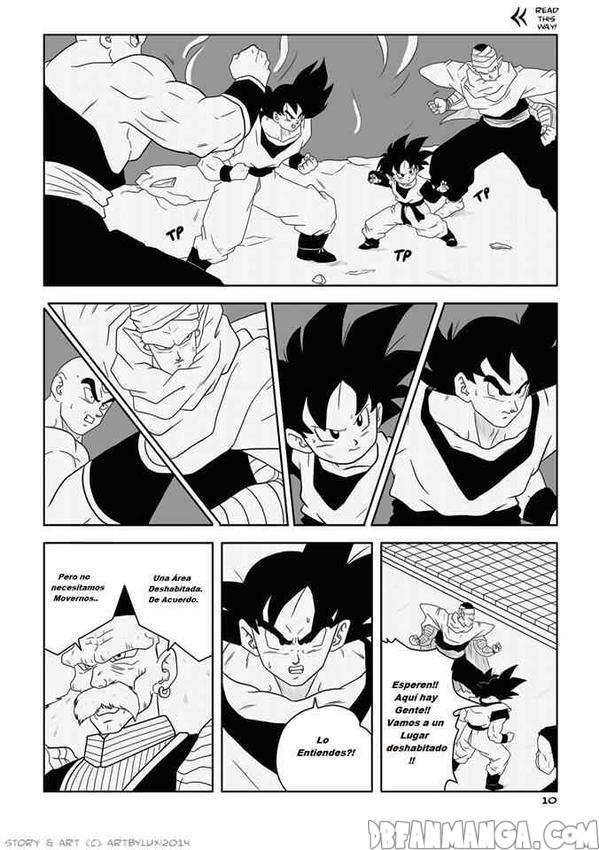 READ
THIS
WAY!
TP
TP
TP
Esperen!!
Aquí hay
Gente!!
Vamos a un
Lugar
deshabitado
!!
Lo
Entiendes?!
Una Área
Deshabitada.
De Acuerdo.
Pero no
necesitamos
Movernos..
10
STORY & ART (C) ARTBYLUX!2014
DBFANMANGA.COM